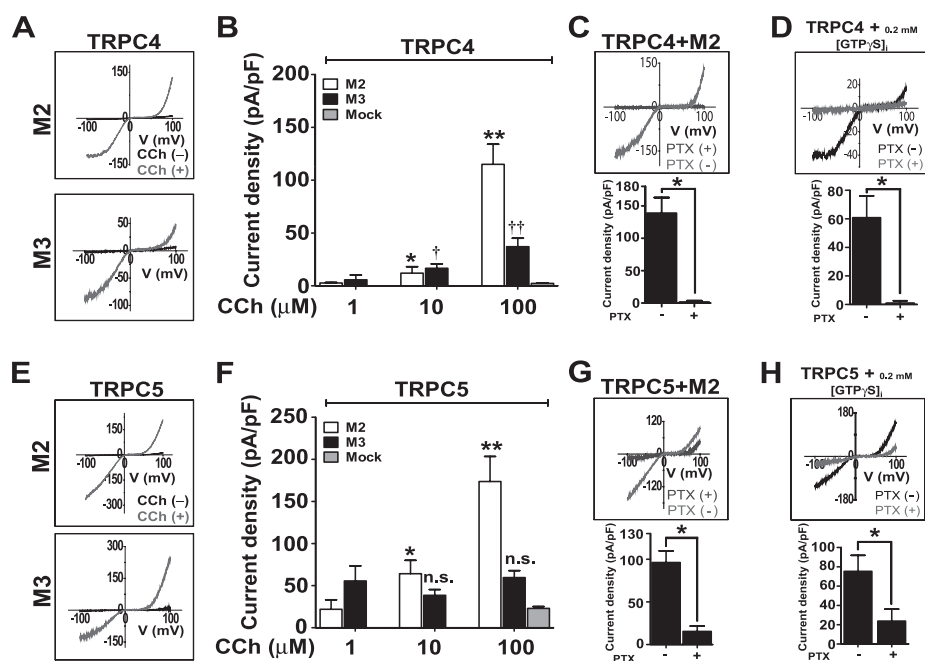 A
TRPC4
M2
150
-100
100
V (mV)
CCh (–)
CCh (+)
-150
M3
50
-100
100
V (mV)
-50
-100
B
TRPC4
Current density (pA/pF)
200
150
100
50
0
M2
M3
Mock
*
†
**
††
CCh (μM)
1
10
100
C
TRPC4+M2
150
-100
100
V (mV)
PTX (+)
PTX (-)
-150
Current density (pA/pF)
180
150
100
50
0
*
PTX
-
+
D
TRPC4 + 0.2 mM
[GTPγS]i
20
-100
100
V (mV)
-20
-40
PTX (-)
PTX (+)
Current density (pA/pF)
80
60
40
20
0
*
PTX
-
+
E
TRPC5
M2
200
100
-100
100
V (mV)
-150
-300
CCh (–)
CCh (+)
M3
300
150
-100
100
V (mV)
-150
F
TRPC5
Current density (pA/pF)
250
200
150
100
50
0
M2
M3
Mock
*
n.s.
**
n.s.
CCh (μM)
1
10
100
G
TRPC5+M2
120
-100
100
V (mV)
-120
PTX (+)
PTX (-)
Current density (pA/pF)
130
100
50
0
*
PTX
-
+
H
TRPC5 + 0.2 mM
[GTPγS]i
180
-100
100
V (mV)
-180
PTX (-)
PTX (+)
Current density (pA/pF)
100
80
60
40
20
0
*
PTX
-
+